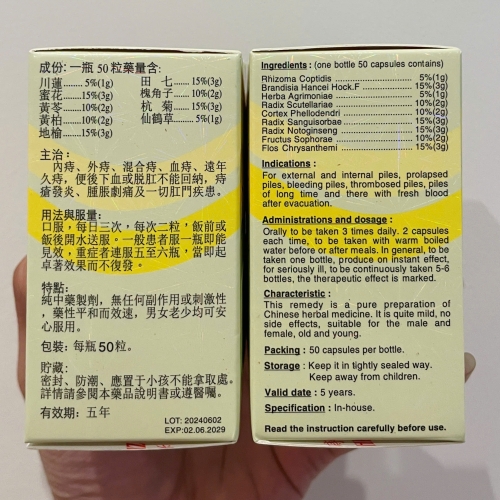 成份: 一瓶 50 粒藥量含:
川蓮........ 5%(1g) 田 七.... 15%(3g)
蜜花........15%(3g) 槐角子... 10%(2g)
黃芩........10%(2g) 杭 菊.... 15%(3g)
黃柏........10%(2g) 仙鶴草..... 5%(1g)
地榆........15%(3g)
主治:
內痔、外痔、混合痔、血痔、遠年
久痔，便後下血或脫肛不能回納，痔
瘡發炎、腫脹劇痛及一切肛門疾患。
用法與服量:
口服，每日三次，每次二粒，飯前或
飯後開水送服。一般患者服一瓶即能
見效，重症者連服五至六瓶，當即起
卓著效果而不復發。
特點:
純中藥製劑，無任何副作用或刺激性
，藥性平和而效速，男女老少均可安
心服用。
包裝: 每瓶50粒。
貯藏:
密封、防潮、應置于小孩不能拿取處。
詳情請參閱本藥品說明書或遵醫囑。
有效期: 五年
LOT: 20240602
EXP:02.06.2029
Ingredients : (one bottle 50 capsules contains)
Rhizoma Coptidis .......................... 5%(1g)
Brandisia Hancei Hock.F ................ 15%(3g)
Herba Agrimoniae ......................... 5%(1g)
Radix Scutellariae ........................ 10%(2g)
Cortex Phellodendri ...................... 10%(2g)
Radix Sanguisorbae ...................... 15%(3g)
Radix Notoginseng ....................... 15%(3g)
Fructus Sophorae ......................... 10%(2g)
Flos Chrysanthemi ........................ 15%(3g)
Indications :
For external and internal piles, prolapsed
piles, bleeding piles, thrombosed piles, piles
of long time and there with fresh blood
after evacuation.
Administrations and dosage :
Orally to be taken 3 times daily. 2 capsules
each time, to be taken with warm boiled
water before or after meals. In general, to be
taken one bottle, produce on instant effect,
for seriously ill, to be continuously taken 5-6
bottles, the therapeutic effect is marked.
Characteristic :
This remedy is a pure preparation of
Chinese herbal medicine. It is quite mild, no
side effects, suitable for the male and
female, old and young.
Packing : 50 capsules per bottle.
Storage : Keep it in tightly sealed way.
Keep away from children.
Valid date : 5 years.
Specification : In-house.
Read the instruction carefully before use.